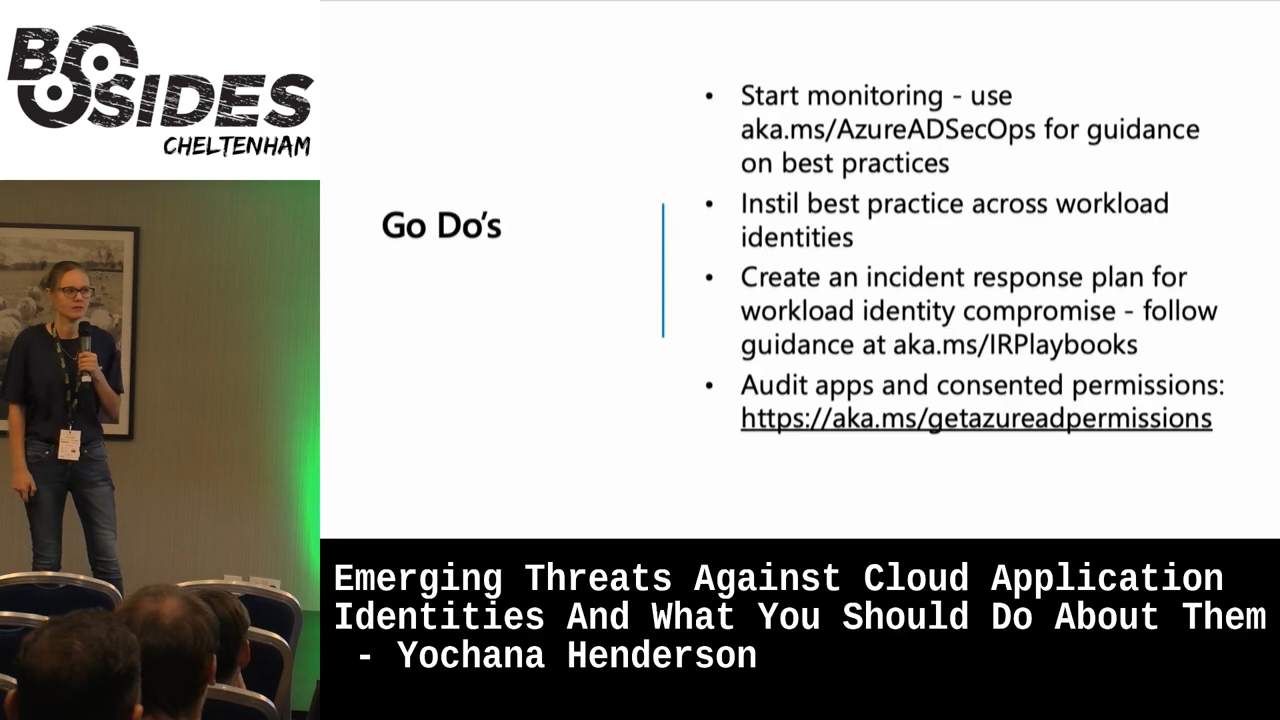 BSIDES
CHELTENHAM
Go Do's
• Start monitoring - use
aka.ms/AzureADSecOps for guidance
on best practices
• Instil best practice across workload
identities
• Create an incident response plan for
workload identity compromise - follow
guidance at aka.ms/IRPlaybooks
• Audit apps and consented permissions:
https://aka.ms/getazureadpermissions
Emerging Threats Against Cloud Application
Identities And What You Should Do About Them
- Yochana Henderson